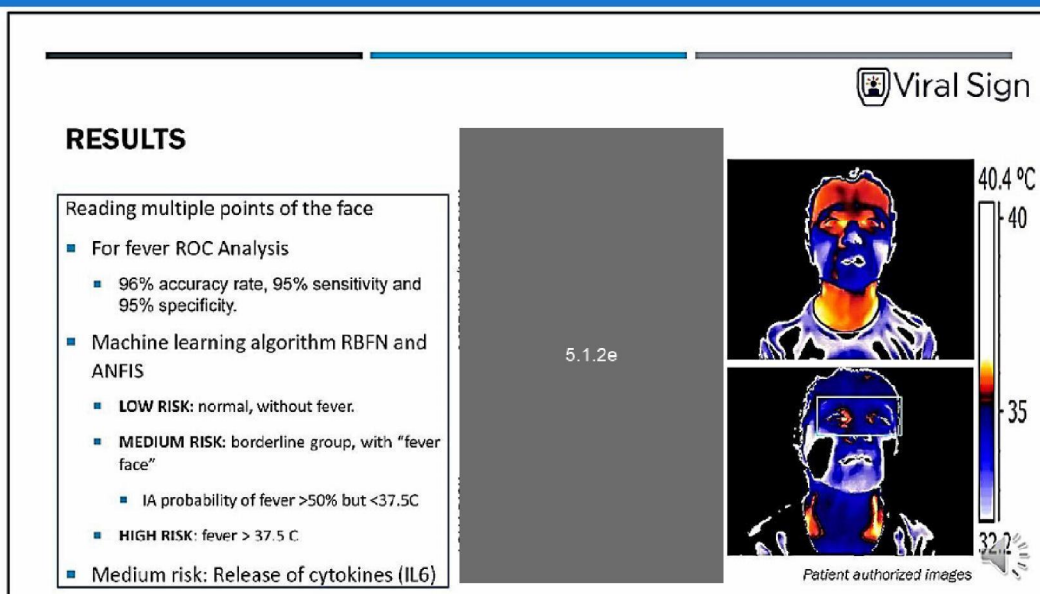 Viral Sign
RESULTS
Reading multiple points of the face
For fever ROC Analysis
96% accuracy rate, 95% sensitivity and
95% specificity.
Machine learning algorithm RBFN and
ANFIS
LOW RISK: normal, without fever.
MEDIUM RISK: borderline group, with "fever
face"
IA probability of fever >50% but <37.5C
HIGH RISK: fever > 37.5 C
Medium risk: Release of cytokines (IL6)
5.1.2e
40.4 ºC
40
35
32.2
Patient authorized images